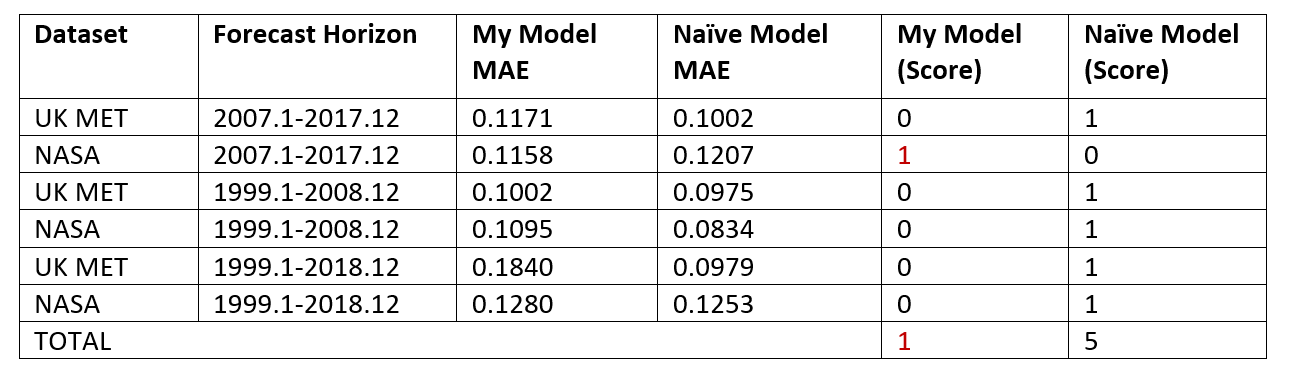 Dataset Forecast Horizon My Model MAE Naïve Model MAE My Model (Score) Naïve Model (Score)
UK MET 2007.1-2017.12 0.1171 0.1002 0 1
NASA 2007.1-2017.12 0.1158 0.1207 1 0
UK MET 1999.1-2008.12 0.1002 0.0975 0 1
NASA 1999.1-2008.12 0.1095 0.0834 0 1
UK MET 1999.1-2018.12 0.1840 0.0979 0 1
NASA 1999.1-2018.12 0.1280 0.1253 0 1
TOTAL 1 5